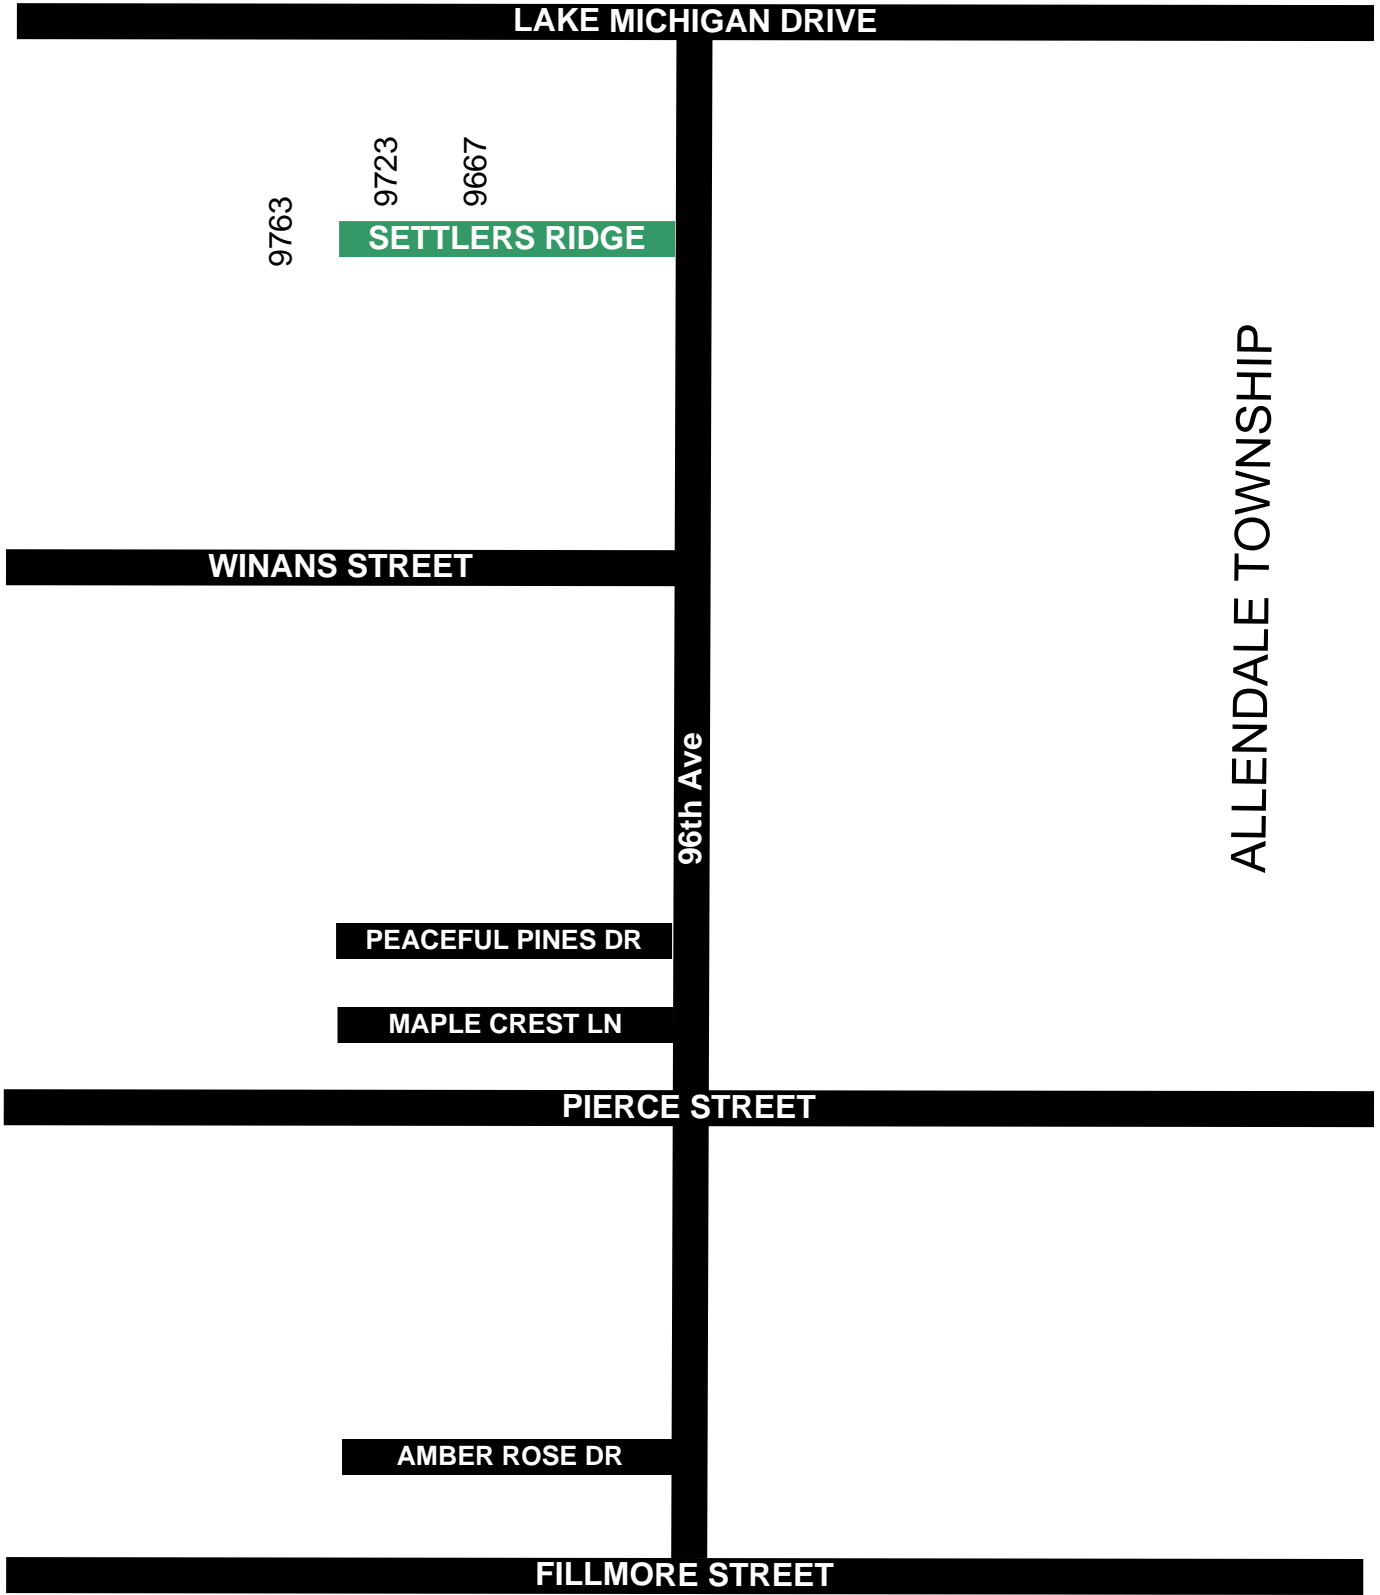 LAKE MICHIGAN DRIVE
9763
9723
9667
SETTLERS RIDGE
ALLENDALE TOWNSHIP
WINANS STREET
96th Ave
PEACEFUL PINES DR
MAPLE CREST LN
PIERCE STREET
AMBER ROSE DR
FILLMORE STREET